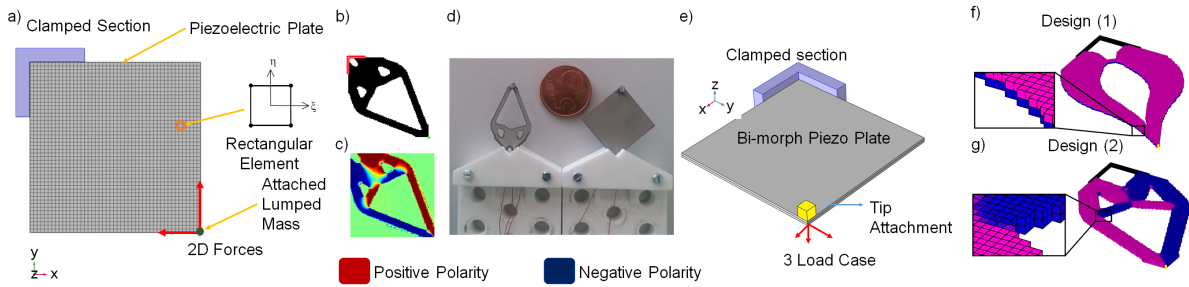 a)
Clamped Section
Piezoelectric Plate
η
ξ
Rectangular
Element
Attached
Lumped
Mass
2D Forces
y
z x
b)
c)
d)
Positive Polarity
Negative Polarity
e)
Clamped section
z
x y
Bi-morph Piezo Plate
Tip
Attachment
3 Load Case
f)
Design (1)
g)
Design (2)